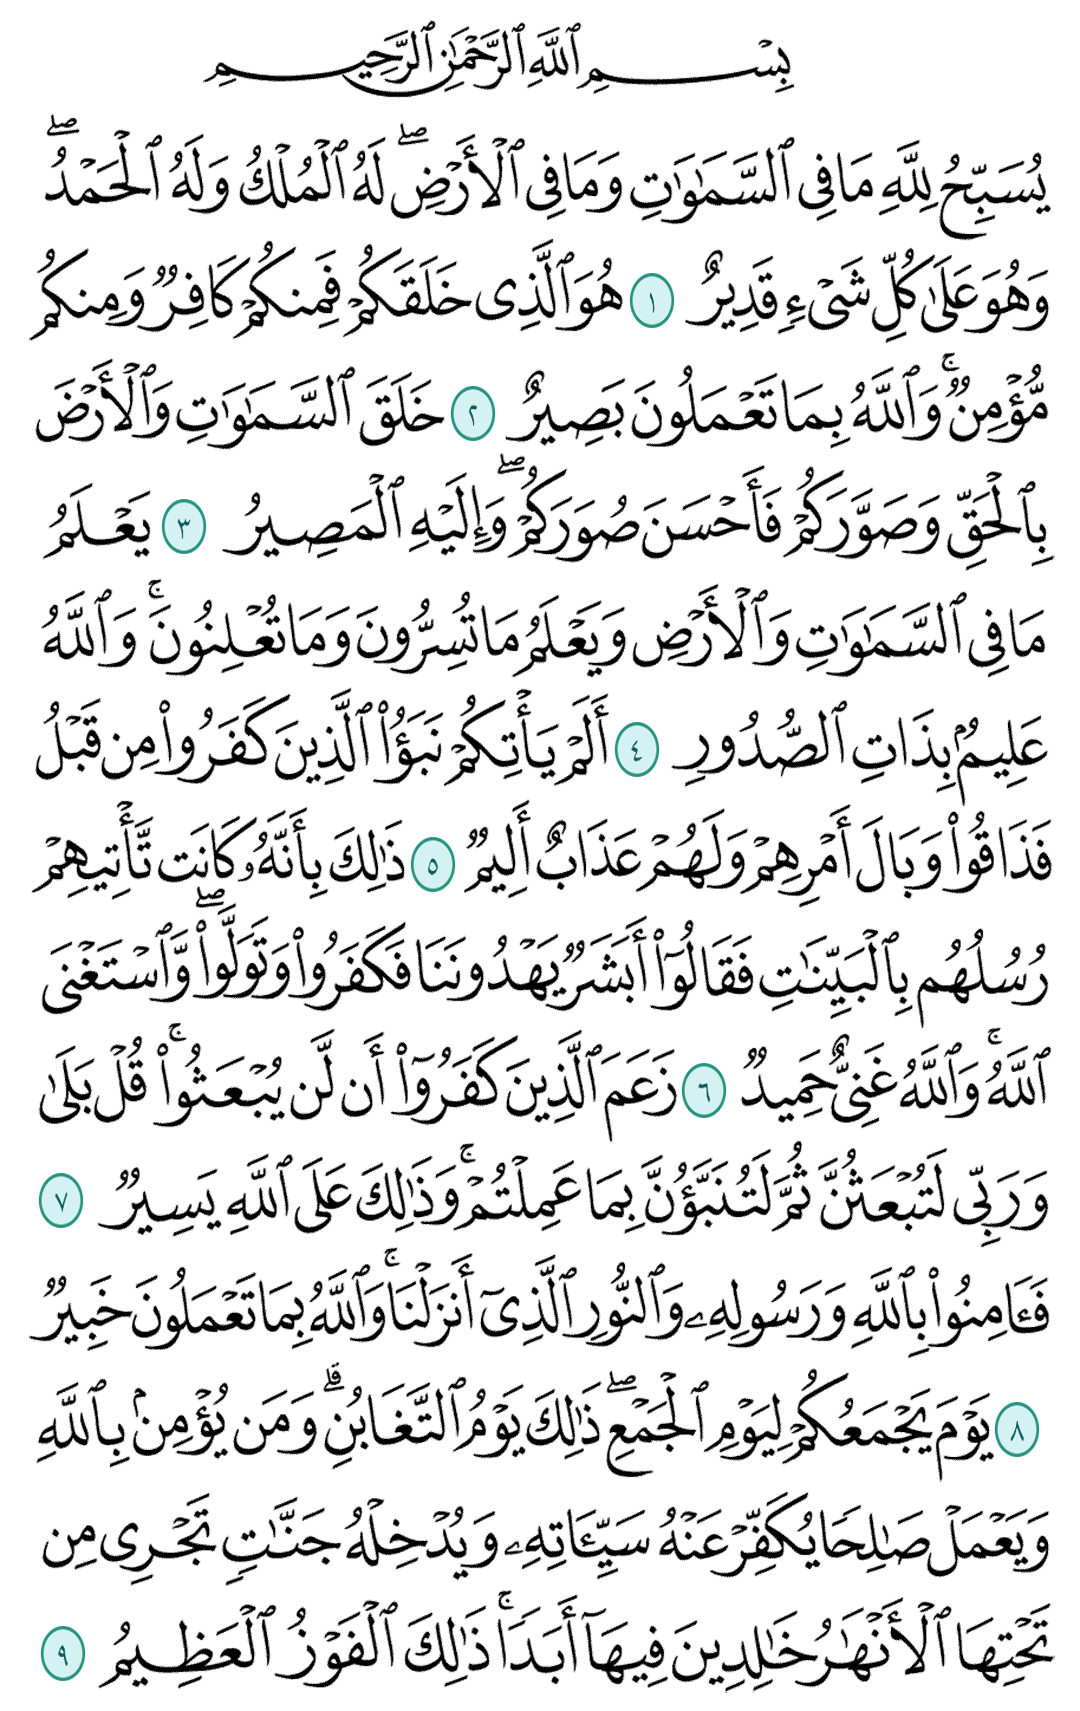 بِسْمِ ٱللَّهِ ٱلرَّحْمَٰنِ ٱلرَّحِيمِ
يُسَبِّحُ لِلَّهِ مَا فِى ٱلسَّمَٰوَٰتِ وَمَا فِى ٱلْأَرْضِ ۖ لَهُ ٱلْمُلْكُ وَلَهُ ٱلْحَمْدُ ۖ
وَهُوَ عَلَىٰ كُلِّ شَىْءٍ قَدِيرٌ ١ هُوَ ٱلَّذِى خَلَقَكُمْ فَمِنكُمْ كَافِرٌ وَمِنكُم
مُّؤْمِنٌ ۚ وَٱللَّهُ بِمَا تَعْمَلُونَ بَصِيرٌ ٢ خَلَقَ ٱلسَّمَٰوَٰتِ وَٱلْأَرْضَ
بِٱلْحَقِّ وَصَوَّرَكُمْ فَأَحْسَنَ صُوَرَكُمْ ۖ وَإِلَيْهِ ٱلْمَصِيرُ ٣ يَعْلَمُ
مَا فِى ٱلسَّمَٰوَٰتِ وَٱلْأَرْضِ وَيَعْلَمُ مَا تُسِرُّونَ وَمَا تُعْلِنُونَ ۚ وَٱللَّهُ
عَلِيمٌۢ بِذَاتِ ٱلصُّدُورِ ٤ أَلَمْ يَأْتِكُمْ نَبَؤُا۟ ٱلَّذِينَ كَفَرُوا۟ مِن قَبْلُ
فَذَاقُوا۟ وَبَالَ أَمْرِهِمْ وَلَهُمْ عَذَابٌ أَلِيمٌ ٥ ذَٰلِكَ بِأَنَّهُۥ كَانَت تَّأْتِيهِمْ
رُسُلُهُم بِٱلْبَيِّنَٰتِ فَقَالُوٓا۟ أَبَشَرٌ يَهْدُونَنَا فَكَفَرُوا۟ وَتَوَلَّوا۟ ۖ وَّٱسْتَغْنَى
ٱللَّهُ ۚ وَٱللَّهُ غَنِىٌّ حَمِيدٌ ٦ زَعَمَ ٱلَّذِينَ كَفَرُوٓا۟ أَن لَّن يُبْعَثُوا۟ ۚ قُلْ بَلَىٰ
وَرَبِّى لَتُبْعَثُنَّ ثُمَّ لَتُنَبَّؤُنَّ بِمَا عَمِلْتُمْ ۚ وَذَٰلِكَ عَلَى ٱللَّهِ يَسِيرٌ ٧
فَـَٔامِنُوا۟ بِٱللَّهِ وَرَسُولِهِۦ وَٱلنُّورِ ٱلَّذِىٓ أَنزَلْنَا ۚ وَٱللَّهُ بِمَا تَعْمَلُونَ خَبِيرٌ
٨ يَوْمَ يَجْمَعُكُمْ لِيَوْمِ ٱلْجَمْعِ ۖ ذَٰلِكَ يَوْمُ ٱلتَّغَابُنِ ۗ وَمَن يُؤْمِنۢ بِٱللَّهِ
وَيَعْمَلْ صَٰلِحًا يُكَفِّرْ عَنْهُ سَيِّـَٔاتِهِۦ وَيُدْخِلْهُ جَنَّٰتٍ تَجْرِى مِن
تَحْتِهَا ٱلْأَنْهَٰرُ خَٰلِدِينَ فِيهَآ أَبَدًا ۚ ذَٰلِكَ ٱلْفَوْزُ ٱلْعَظِيمُ ٩